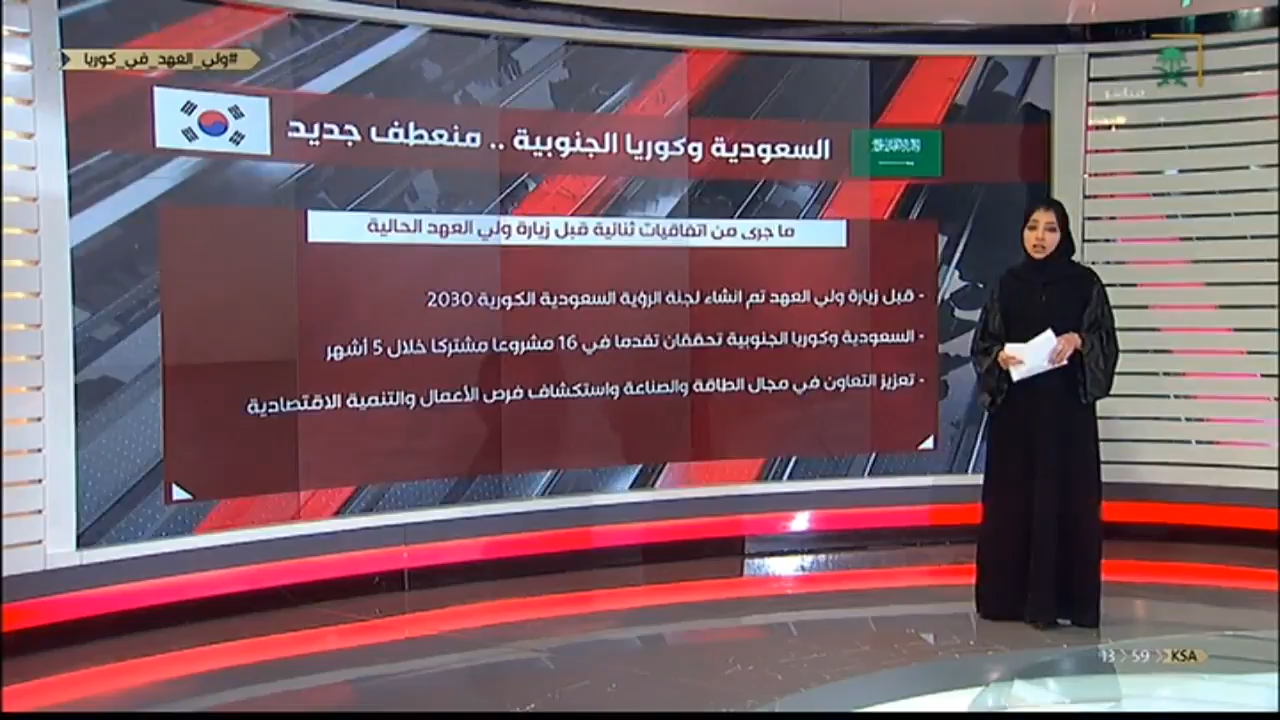 #ولي_العهد_في_كوريا
مباشر
السعودية وكوريا الجنوبية .. منعطف جديد
ما جرى من اتفاقيات ثنائية قبل زيارة ولي العهد الحالية
- قبل زيارة ولي العهد تم انشاء لجنة الرؤية السعودية الكورية 2030
- السعودية وكوريا الجنوبية تحققان تقدما في 16 مشروعا مشتركا خلال 5 أشهر
- تعزيز التعاون في مجال الطاقة والصناعة واستكشاف فرص الأعمال والتنمية الاقتصادية
13 59 KSA